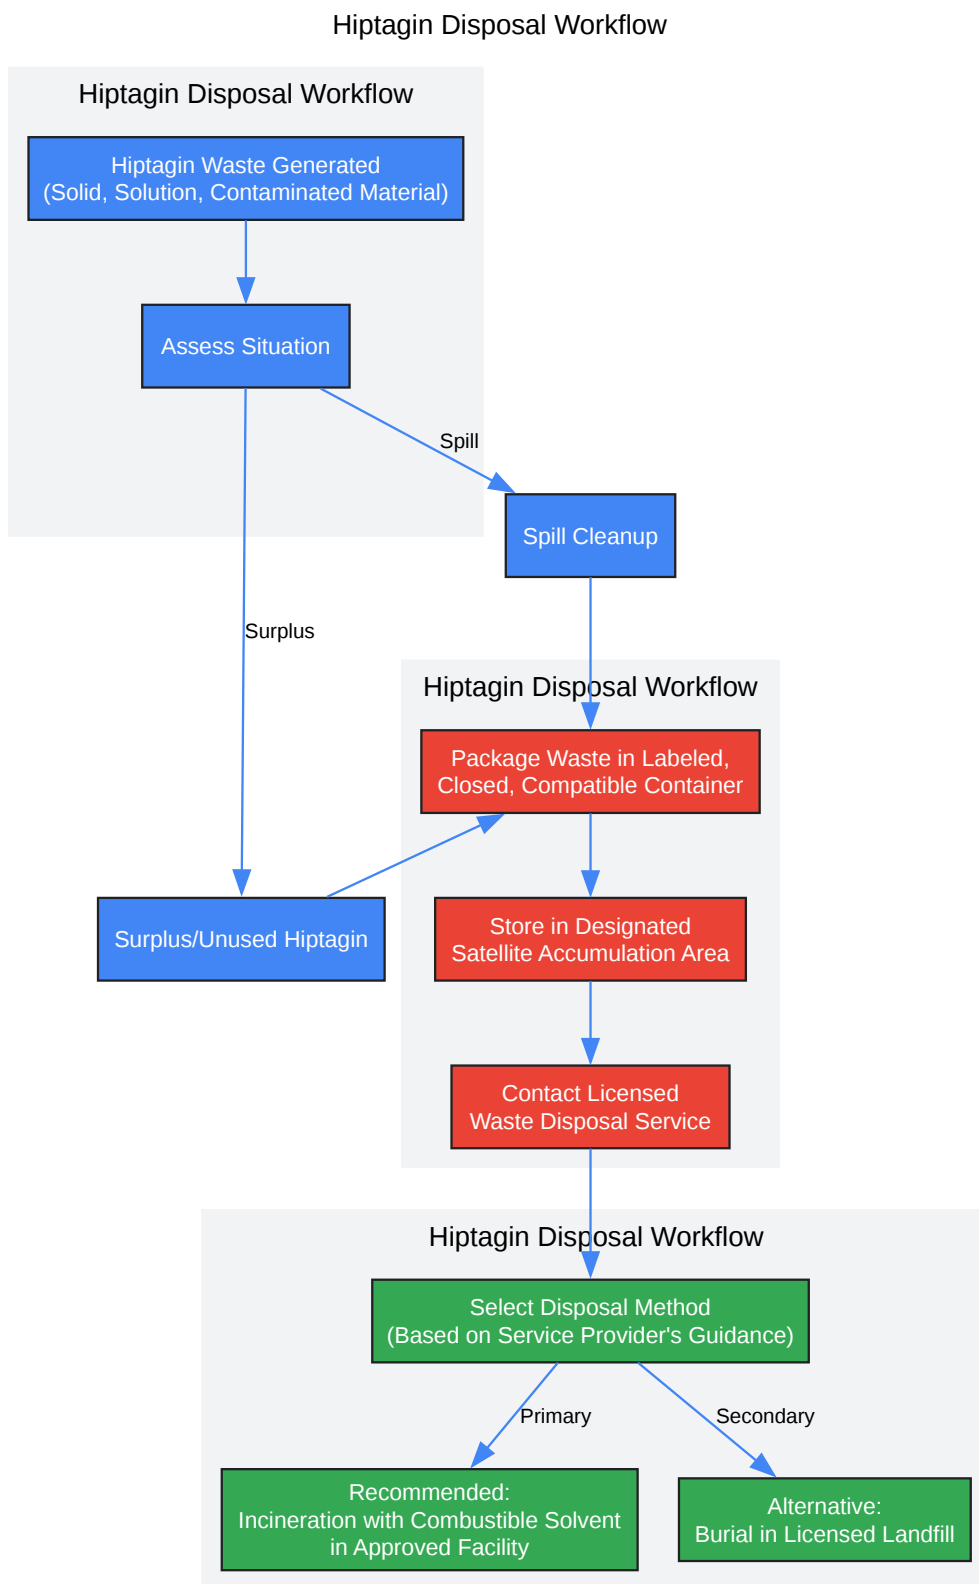 Hiptagin Disposal Workflow
Hiptagin Disposal Workflow
Hiptagin Waste Generated
(Solid, Solution, Contaminated Material)
Assess Situation
Spill
Spill Cleanup
Surplus
Hiptagin Disposal Workflow
Package Waste in Labeled,
Closed, Compatible Container
Surplus/Unused Hiptagin
Store in Designated
Satellite Accumulation Area
Contact Licensed
Waste Disposal Service
Hiptagin Disposal Workflow
Select Disposal Method
(Based on Service Provider's Guidance)
Primary
Secondary
Recommended:
Incineration with Combustible Solvent
in Approved Facility
Alternative:
Burial in Licensed Landfill